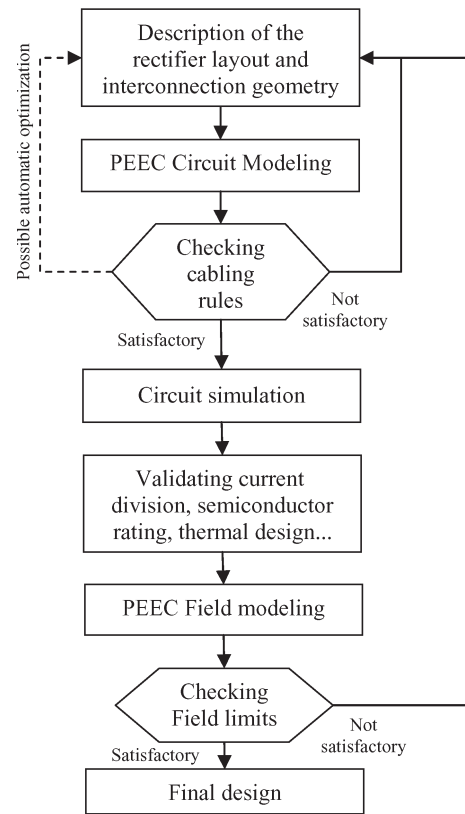 Description of the
rectifier layout and
interconnection geometry
Possible automatic optimization
PEEC Circuit Modeling
Checking
cabling
rules
Not
satisfactory
Satisfactory
Circuit simulation
Validating current
division, semiconductor
rating, thermal design...
PEEC Field modeling
Checking
Field limits
Not
satisfactory
Satisfactory
Final design